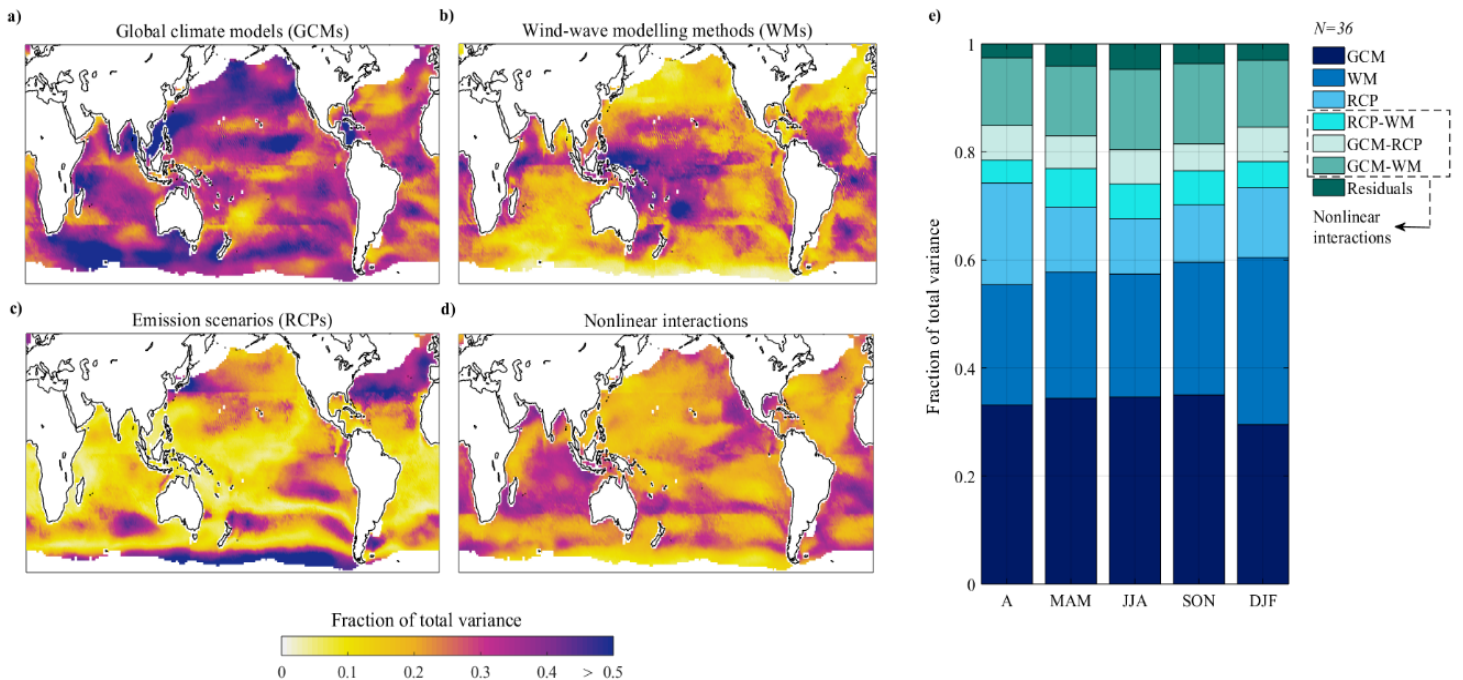 a)
Global climate models (GCMs)
b)
Wind-wave modelling methods (WMs)
c)
Emission scenarios (RCPs)
d)
Nonlinear interactions
Fraction of total variance
0 0.1 0.2 0.3 0.4 > 0.5
e)
Fraction of total variance
1
0.8
0.6
0.4
0.2
0
A MAM JJA SON DJF
N=36
GCM
WM
RCP
RCP-WM
GCM-RCP
GCM-WM
Residuals
Nonlinear
interactions